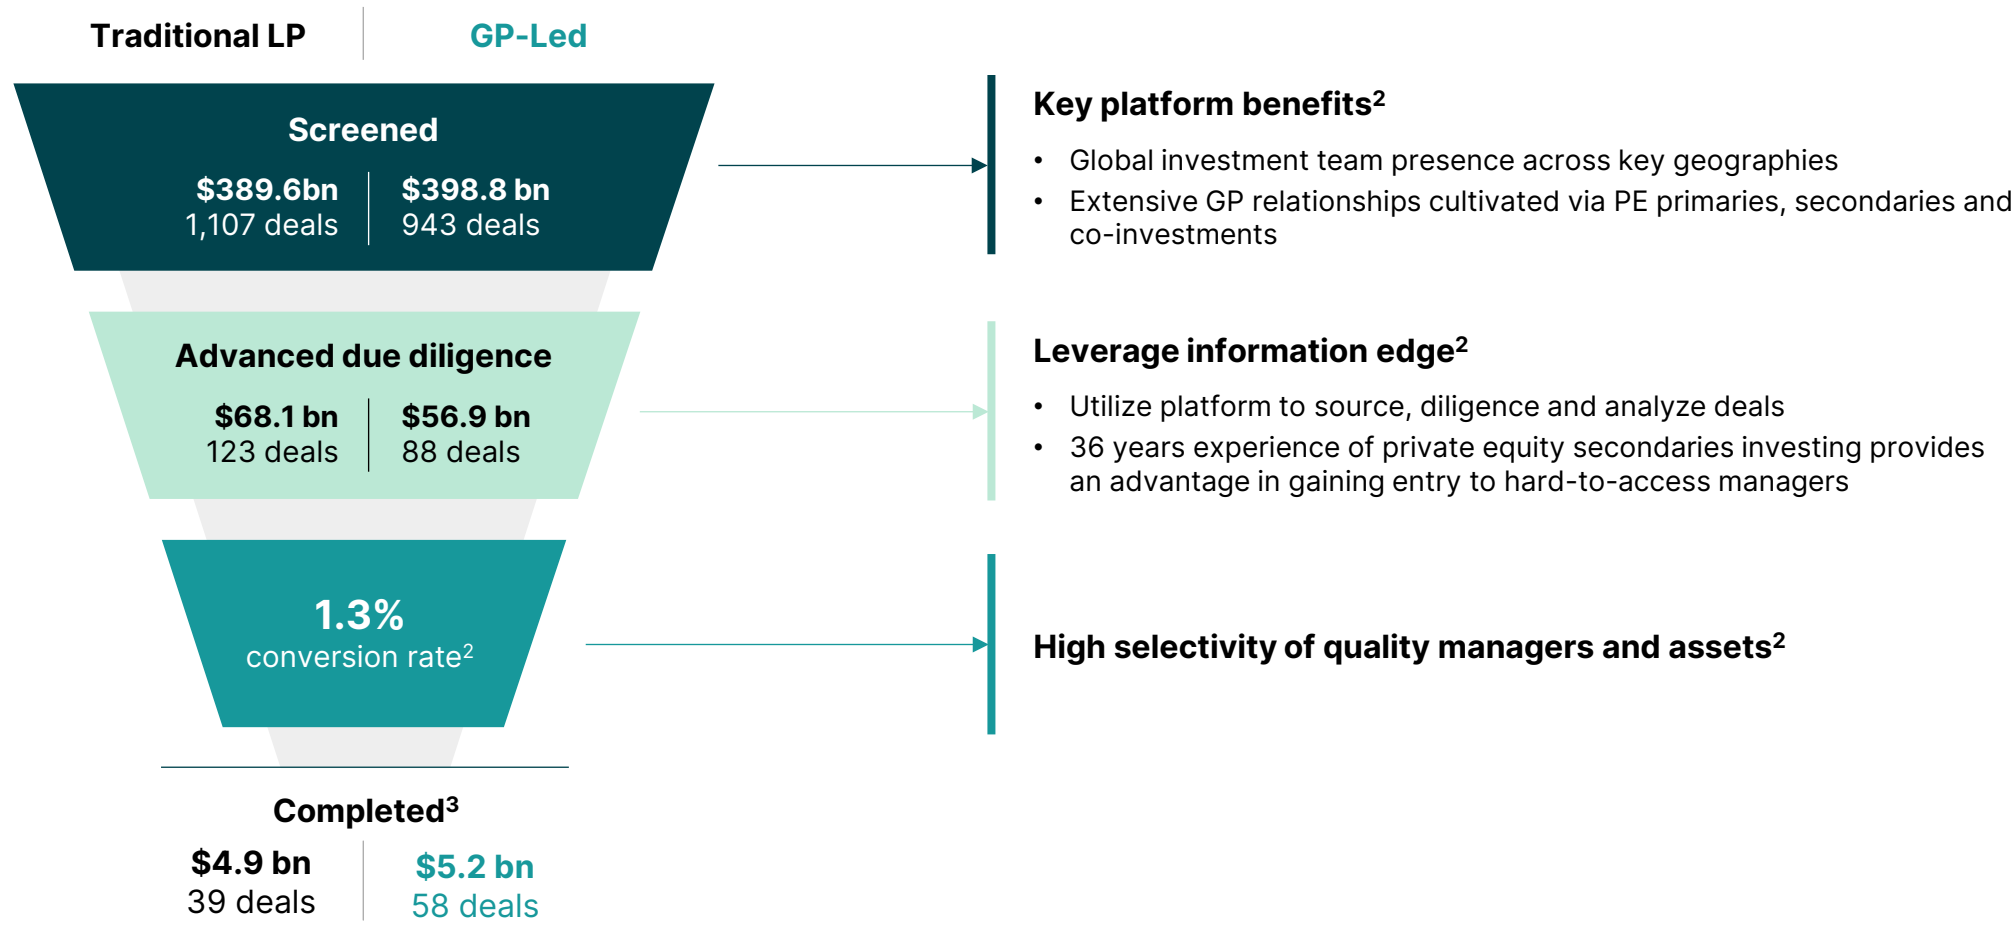 Traditional LP
GP-Led
Screened
$389.6bn
$398.8 bn
1,107 deals
943 deals
Key platform benefits²
• Global investment team presence across key geographies
• Extensive GP relationships cultivated via PE primaries, secondaries and
co-investments
Advanced due diligence
$68.1 bn
$56.9 bn
123 deals
88 deals
Leverage information edge²
• Utilize platform to source, diligence and analyze deals
• 36 years experience of private equity secondaries investing provides
an advantage in gaining entry to hard-to-access managers
1.3%
conversion rate²
High selectivity of quality managers and assets²
Completed³
$4.9 bn
$5.2 bn
39 deals
58 deals